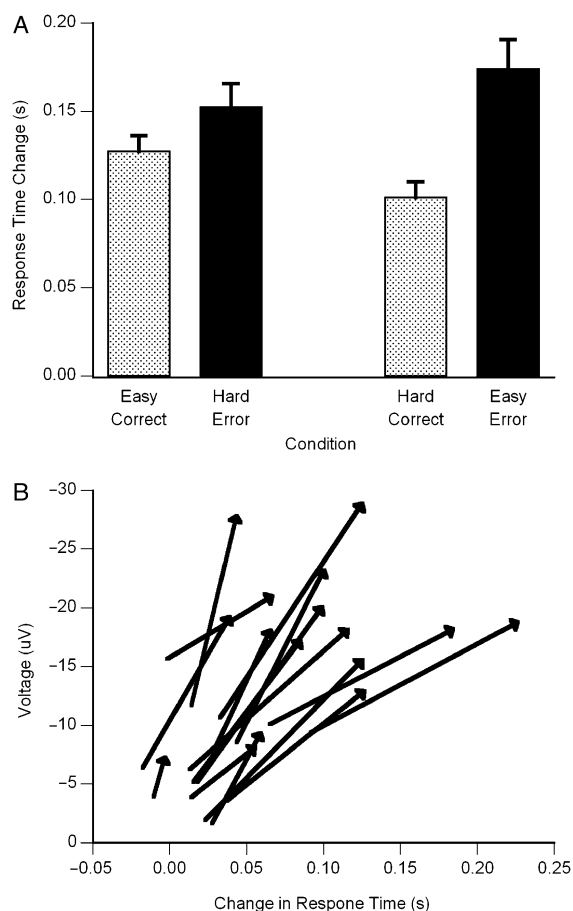 A
0.20
0.15
0.10
0.05
0.00
Response Time Change (s)
Easy Hard Hard Easy
Correct Error Correct Error
Condition
B
−30
−25
−20
−15
−10
−5
0
Voltage (uV)
−0.05 0.00 0.05 0.10 0.15 0.20 0.25
Change in Respone Time (s)